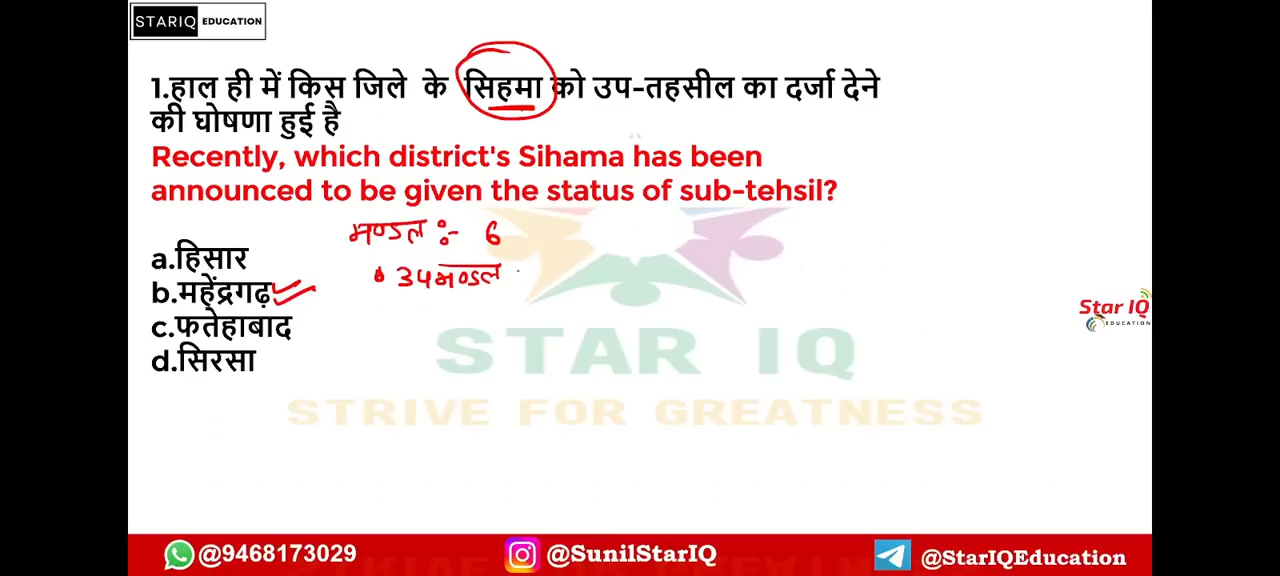 STARIQ EDUCATION
1.हाल ही में किस जिले के सिहमा को उप-तहसील का दर्जा देने
की घोषणा हुई है
Recently, which district's Sihama has been
announced to be given the status of sub-tehsil?
मण्डल :- 6
a.हिसार
उपमण्डल
b.महेंद्रगढ़
c.फतेहाबाद
d.सिरसा
Star IQ
EDUCATION
STAR IQ
STRIVE FOR GREATNESS
@9468173029
@SunilStarIQ
@StarIQEducation